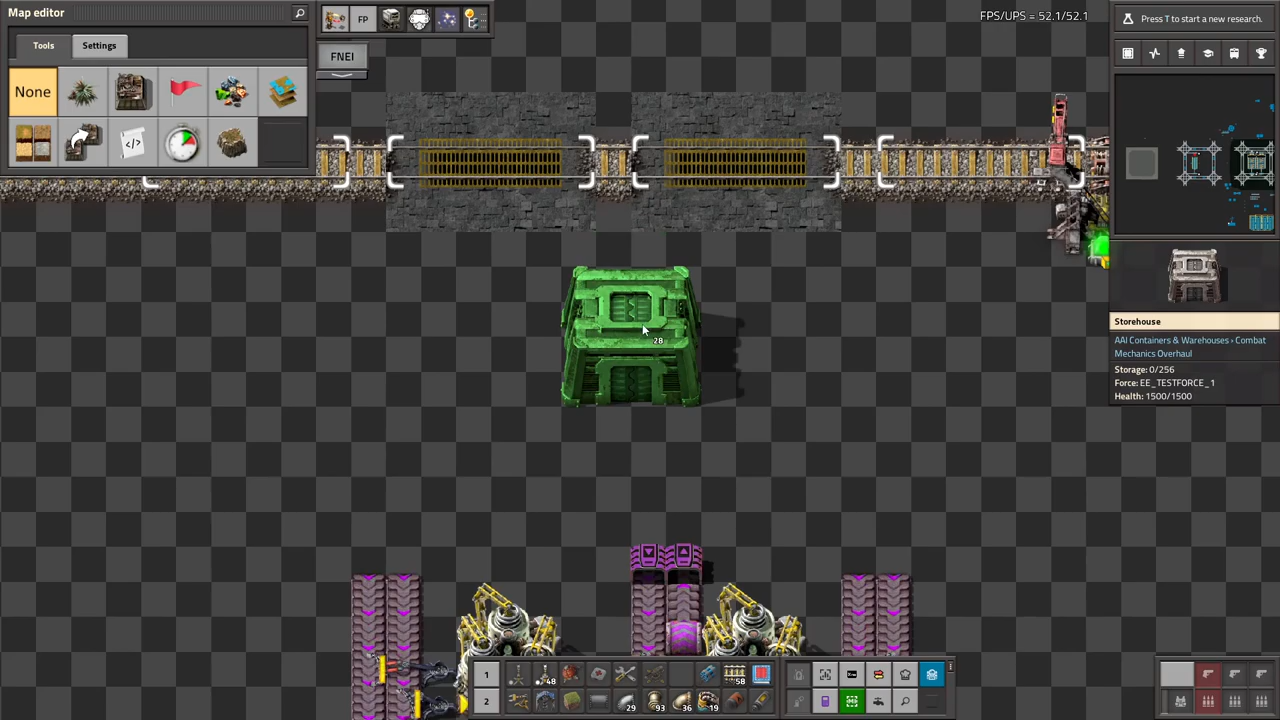 Map editor
FP
FPS/UPS = 52.1/52.1
Press T to start a new research.
Tools
Settings
FNEI
None
</>
Storehouse
AAI Containers & Warehouses › Combat
Mechanics Overhaul
Storage: 0/256
Force: EE_TESTFORCE_1
Health: 1500/1500
28
1
48
58
2
29
93
36
19